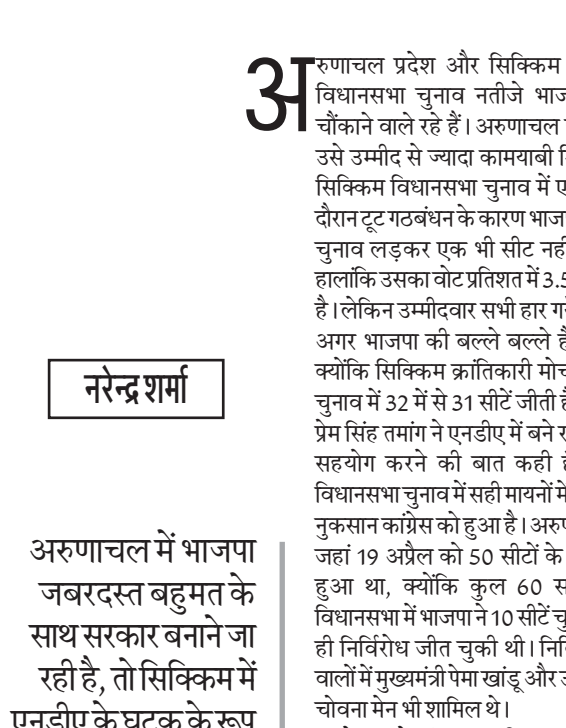 नरेन्द्र शर्मा
अरुणाचल में भाजपा
जबरदस्त बहुमत के
साथ सरकार बनाने जा
रही है, तो सिक्किम में
एनडीए के घटक के रूप
अरुणाचल प्रदेश और सिक्किम
विधानसभा चुनाव नतीजे
चौंकाने वाले रहे हैं। अरुणाचल
उसे उम्मीद से ज्यादा कामयाबी
सिक्किम विधानसभा चुनाव में
दौरान टूट गठबंधन के कारण
चुनाव लड़कर एक भी सीट
हालांकि उसका वोट प्रतिशत में 3.5
है। लेकिन उम्मीदवार सभी हार
अगर भाजपा की बल्ले बल्ले
क्योंकि सिक्किम क्रांतिकारी
चुनाव में 32 में से 31 सीटें जीती
प्रेम सिंह तमांग ने एनडीए में बने
सहयोग करने की बात कही
विधानसभा चुनाव में सही मायनों में
नुकसान कांग्रेस को हुआ है।
जहां 19 अप्रैल को 50 सीटों के
हुआ था, क्योंकि कुल 60
विधानसभा में भाजपा ने 10 सीटें
ही निर्विरोध जीत चुकी थी।
वालों में मुख्यमंत्री पेमा खांडू और
चोवना मेन भी शामिल थे।